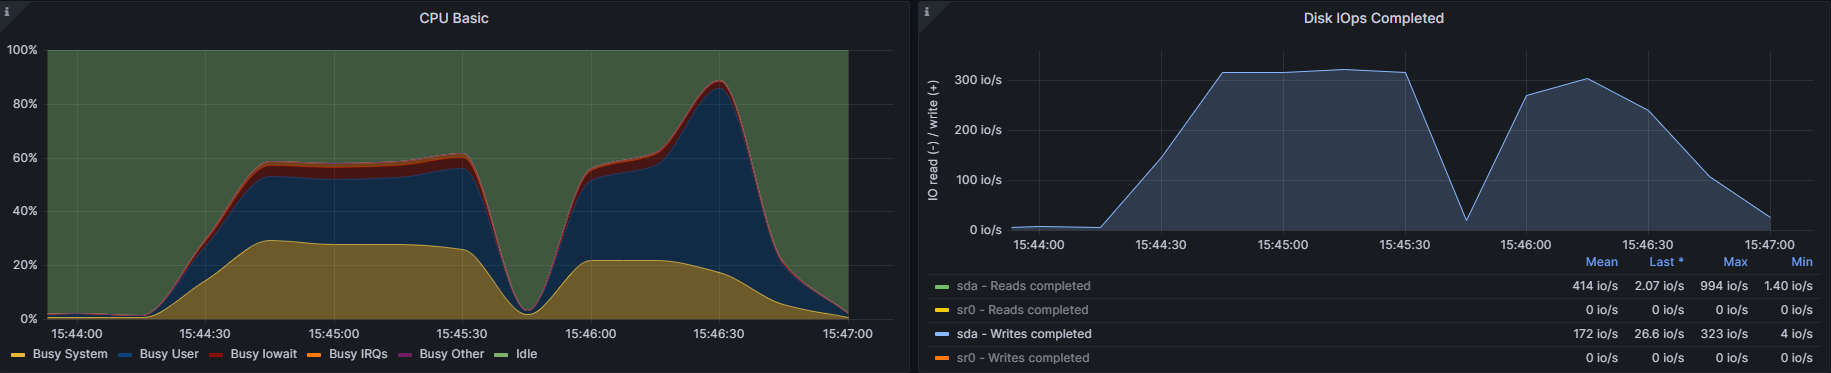 CPU Basic
100%
80%
60%
40%
20%
0%
15:44:00 15:44:30 15:45:00 15:45:30 15:46:00 15:46:30 15:47:00
Busy System Busy User Busy Iowait Busy IRQs Busy Other Idle
Disk IOps Completed
IO read (-) / write (+)
300 io/s
200 io/s
100 io/s
0 io/s
15:44:00 15:44:30 15:45:00 15:45:30 15:46:00 15:46:30 15:47:00
Mean Last * Max Min
sda - Reads completed 414 io/s 2.07 io/s 994 io/s 1.40 io/s
sr0 - Reads completed 0 io/s 0 io/s 0 io/s 0 io/s
sda - Writes completed 172 io/s 26.6 io/s 323 io/s 4 io/s
sr0 - Writes completed 0 io/s 0 io/s 0 io/s 0 io/s